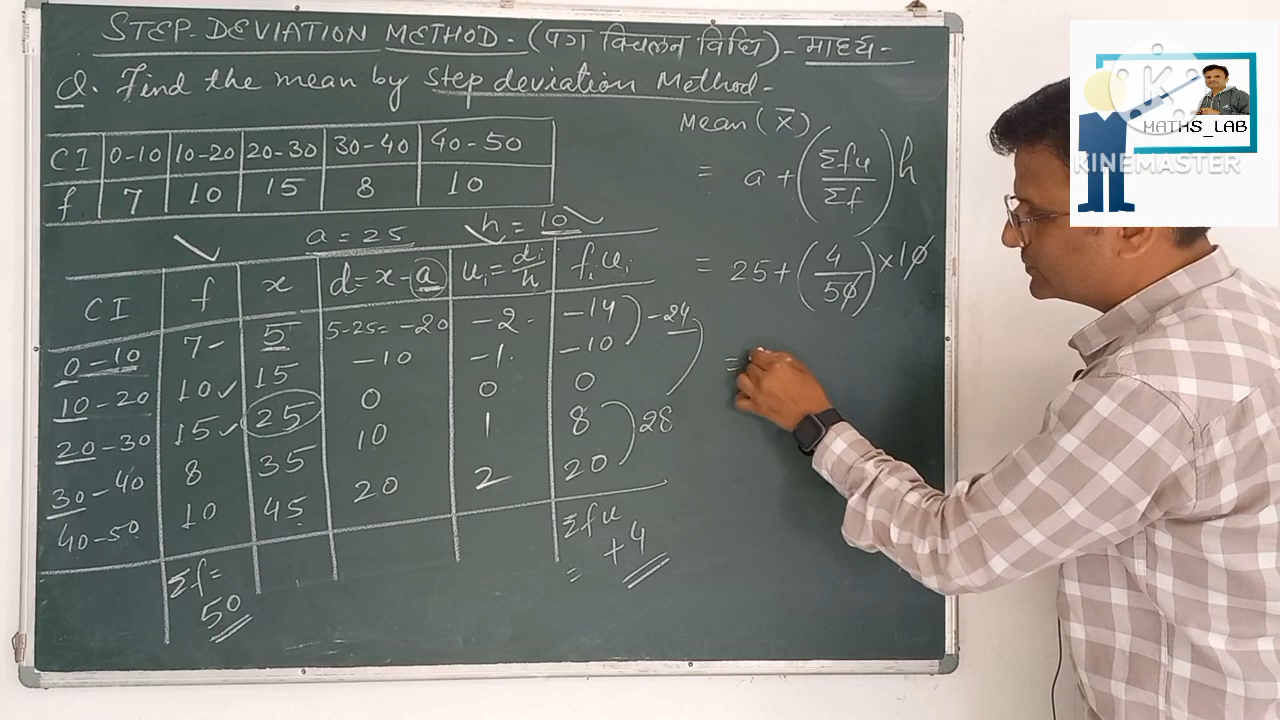 STEP-DEVIATION METHOD - (पग विचलन विधि) - माध्य -
Q. Find the mean by Step deviation Method -
CI 0-10 10-20 20-30 30-40 40-50
f 7 10 15 8 10
a = 25 h = 10
CI f x d = x - a ui = di/h fi ui
0-10 7 - 5 5-25 = -20 -2 - -14
10-20 10 ✓ 15 -10 -1 -10 -24
20-30 15 ✓ 25 0 0 0
30-40 8 35 10 1 8 28
40-50 10 45 20 2 20
Σf = 50 Σfu = +4
Mean (x̄)
= a + (Σfu/Σf) h
= 25 + (4/50) × 10
=
K
MATHS_LAB
KINEMASTER